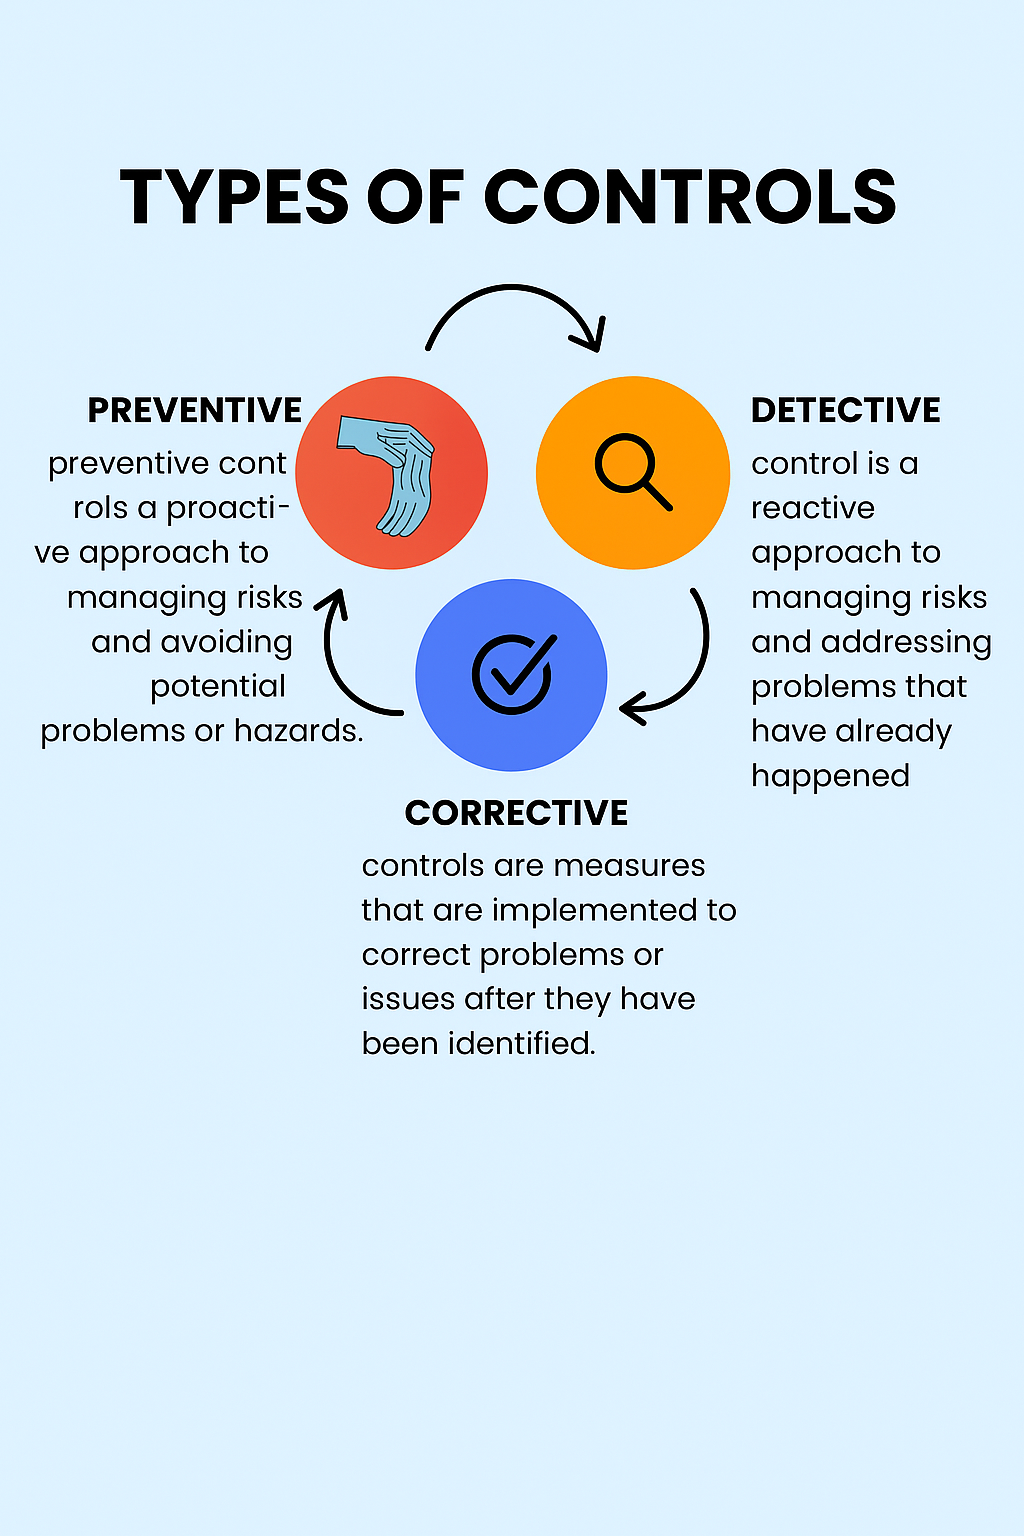 TYPES OF CONTROLS
PREVENTIVE
preventive cont
rols a proacti-
ve approach to
managing risks
and avoiding
potential
problems or hazards.
DETECTIVE
control is a
reactive
approach to
managing risks
and addressing
problems that
have already
happened
CORRECTIVE
controls are measures
that are implemented to
correct problems or
issues after they have
been identified.